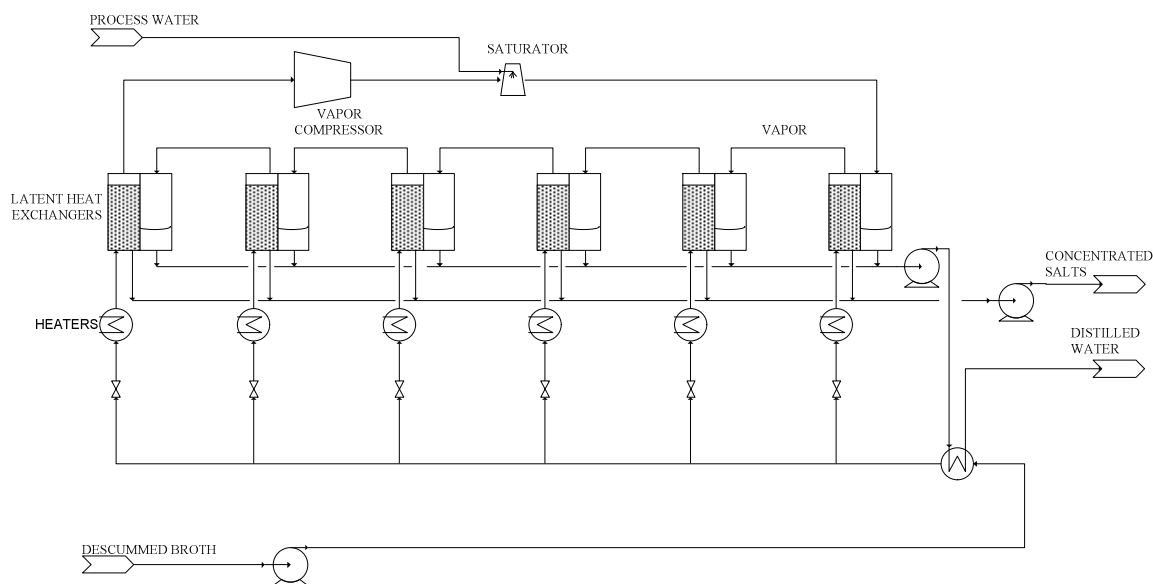 PROCESS WATER
SATURATOR
VAPOR
COMPRESSOR
VAPOR
LATENT HEAT
EXCHANGERS
CONCENTRATED
SALTS
HEATERS
DISTILLED
WATER
DESCUMMED BROTH